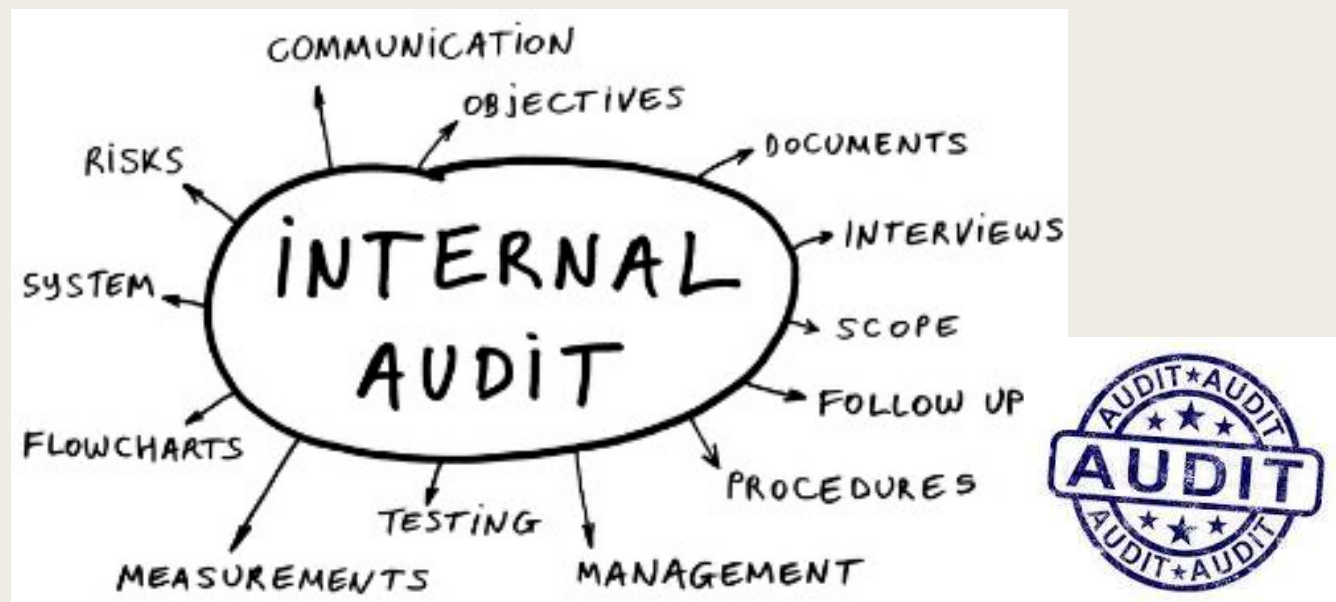 COMMUNICATION
OBJECTIVES
DOCUMENTS
RISKS
INTERVIEWS
INTERNAL
SYSTEM
SCOPE
AUDIT
FOLLOW UP
FLOWCHARTS
PROCEDURES
TESTING
MEASUREMENTS
MANAGEMENT
AUDIT★AUDIT
AUDIT
AUDIT★AUDIT